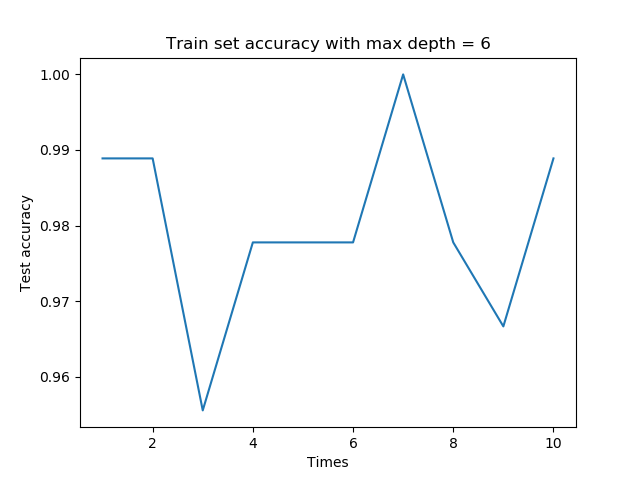 Train set accuracy with max depth = 6
1.00
0.99
0.98
0.97
0.96
Test accuracy
2 4 6 8 10
Times